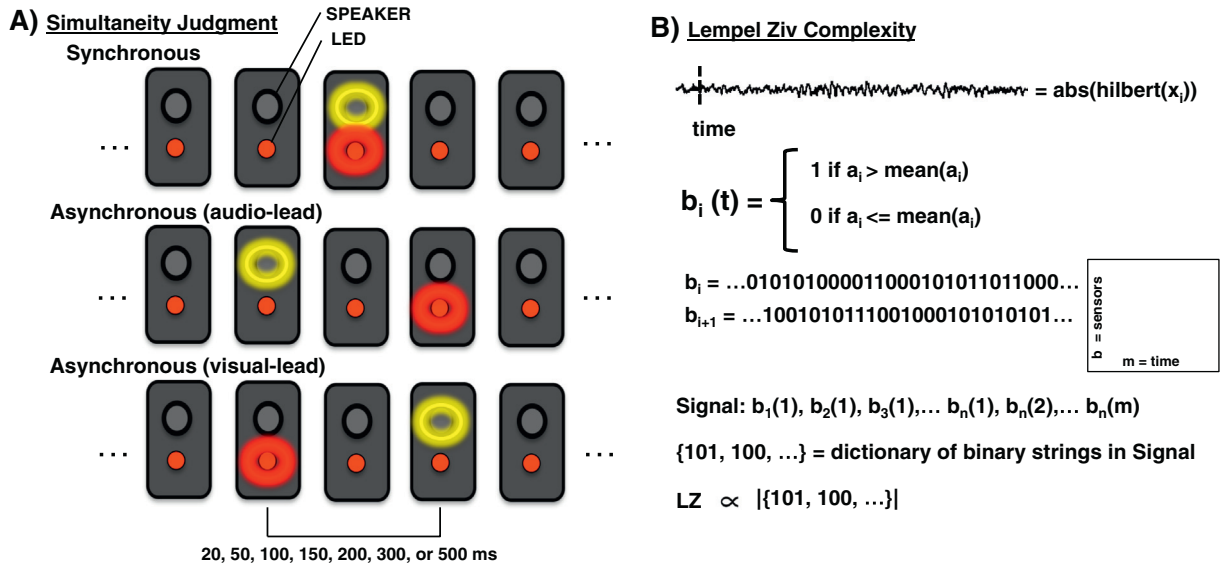 A) Simultaneity Judgment
SPEAKER
LED
Synchronous
... ...
Asynchronous (audio-lead)
... ...
Asynchronous (visual-lead)
... ...
20, 50, 100, 150, 200, 300, or 500 ms
B) Lempel Ziv Complexity
= abs(hilbert(xᵢ))
time
bᵢ (t) = {
1 if aᵢ > mean(aᵢ)
0 if aᵢ <= mean(aᵢ)
bᵢ = …010101000011000101011011000…
bᵢ₊₁ = …1001010111001000101010101…
b = sensors
m = time
Signal: b₁(1), b₂(1), b₃(1),… bₙ(1), bₙ(2),… bₙ(m)
{101, 100, …} = dictionary of binary strings in Signal
LZ ∝ |{101, 100, …}|